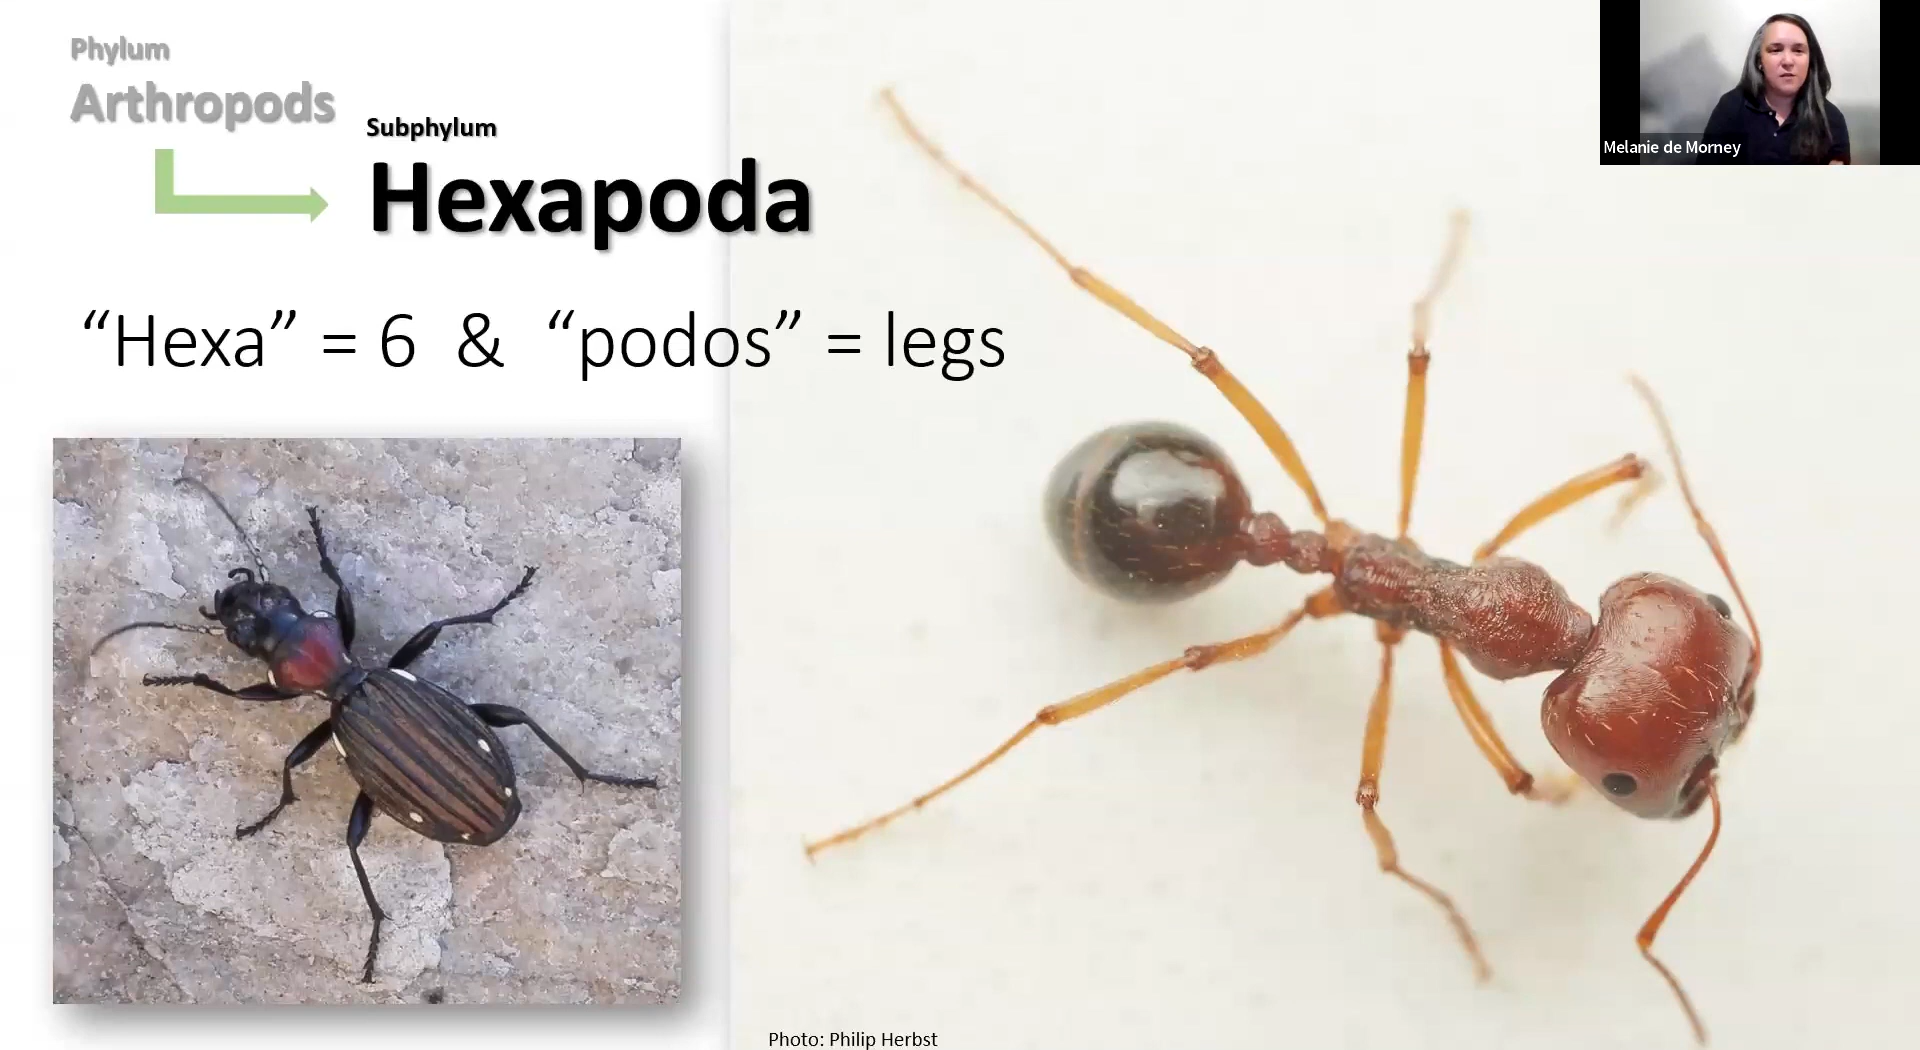 Phylum
Arthropods
Subphylum
Hexapoda
“Hexa” = 6 & “podos” = legs
Melanie de Morney
Photo: Philip Herbst